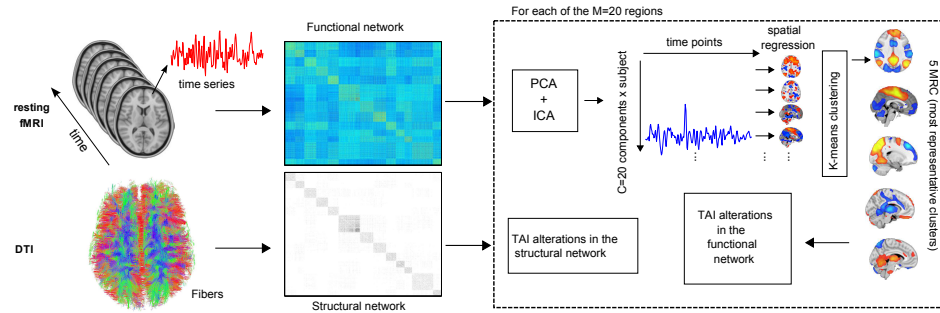 For each of the M=20 regions
Functional network
time series
resting
fMRI
time
PCA
+
ICA
C=20 components x subject
time points
spatial
regression
... ... ...
K-means clustering
5 MRC (most representative clusters)
DTI
Fibers
Structural network
TAI alterations in the
structural network
TAI alterations
in the
functional
network